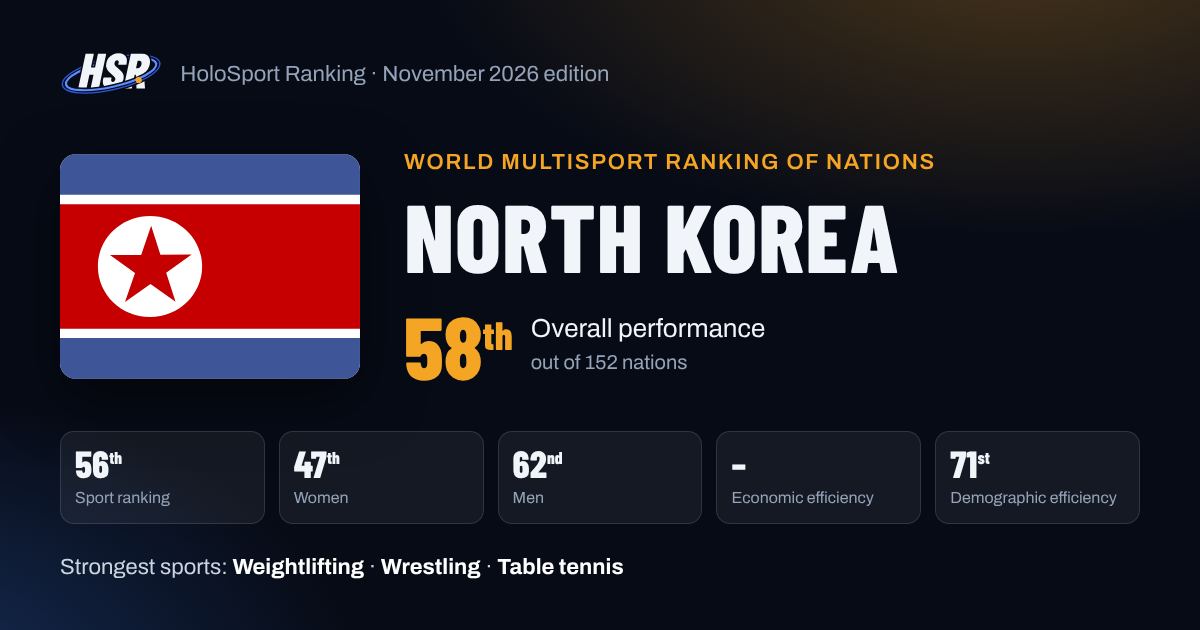 HSR
HoloSport Ranking · November 2026 edition
WORLD MULTISPORT RANKING OF NATIONS
NORTH KOREA
58th
Overall performance
out of 152 nations
56th
Sport ranking
47th
Women
62nd
Men
–
Economic efficiency
71st
Demographic efficiency
Strongest sports: Weightlifting · Wrestling · Table tennis